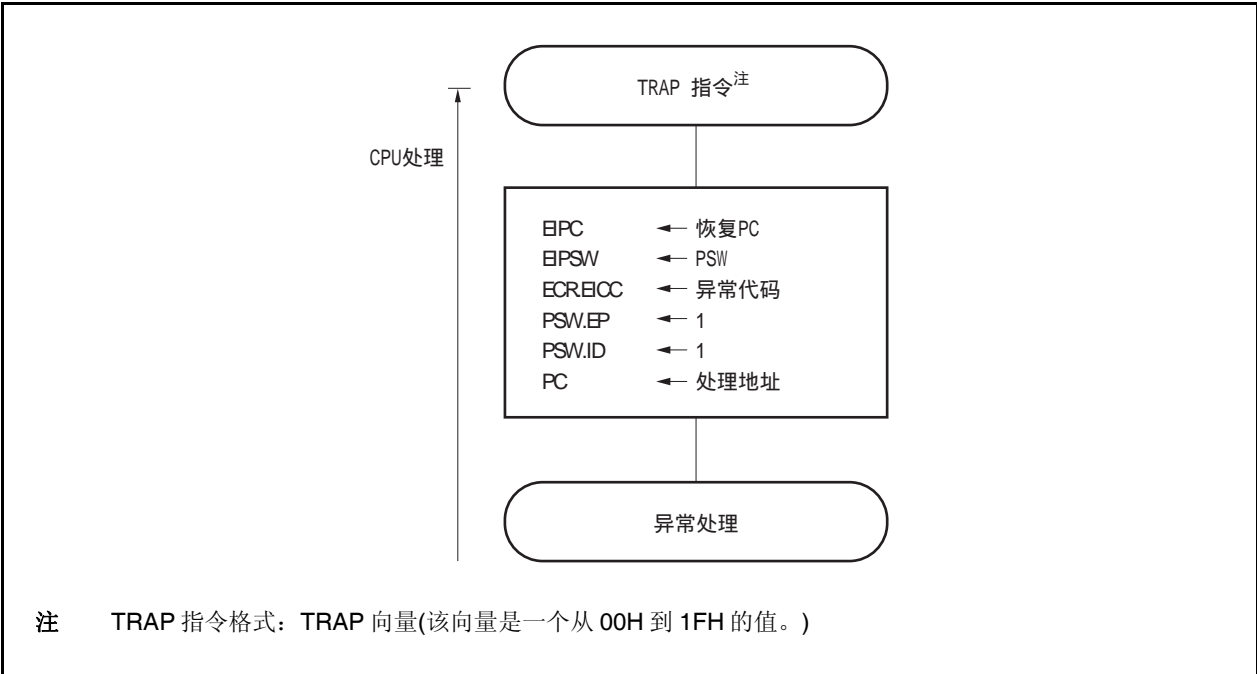 TRAP 指令注
CPU处理
EIPC ← 恢复PC
EIPSW ← PSW
ECR.EICC ← 异常代码
PSW.EP ← 1
PSW.ID ← 1
PC ← 处理地址
异常处理
注 TRAP 指令格式：TRAP 向量(该向量是一个从 00H 到 1FH 的值。)